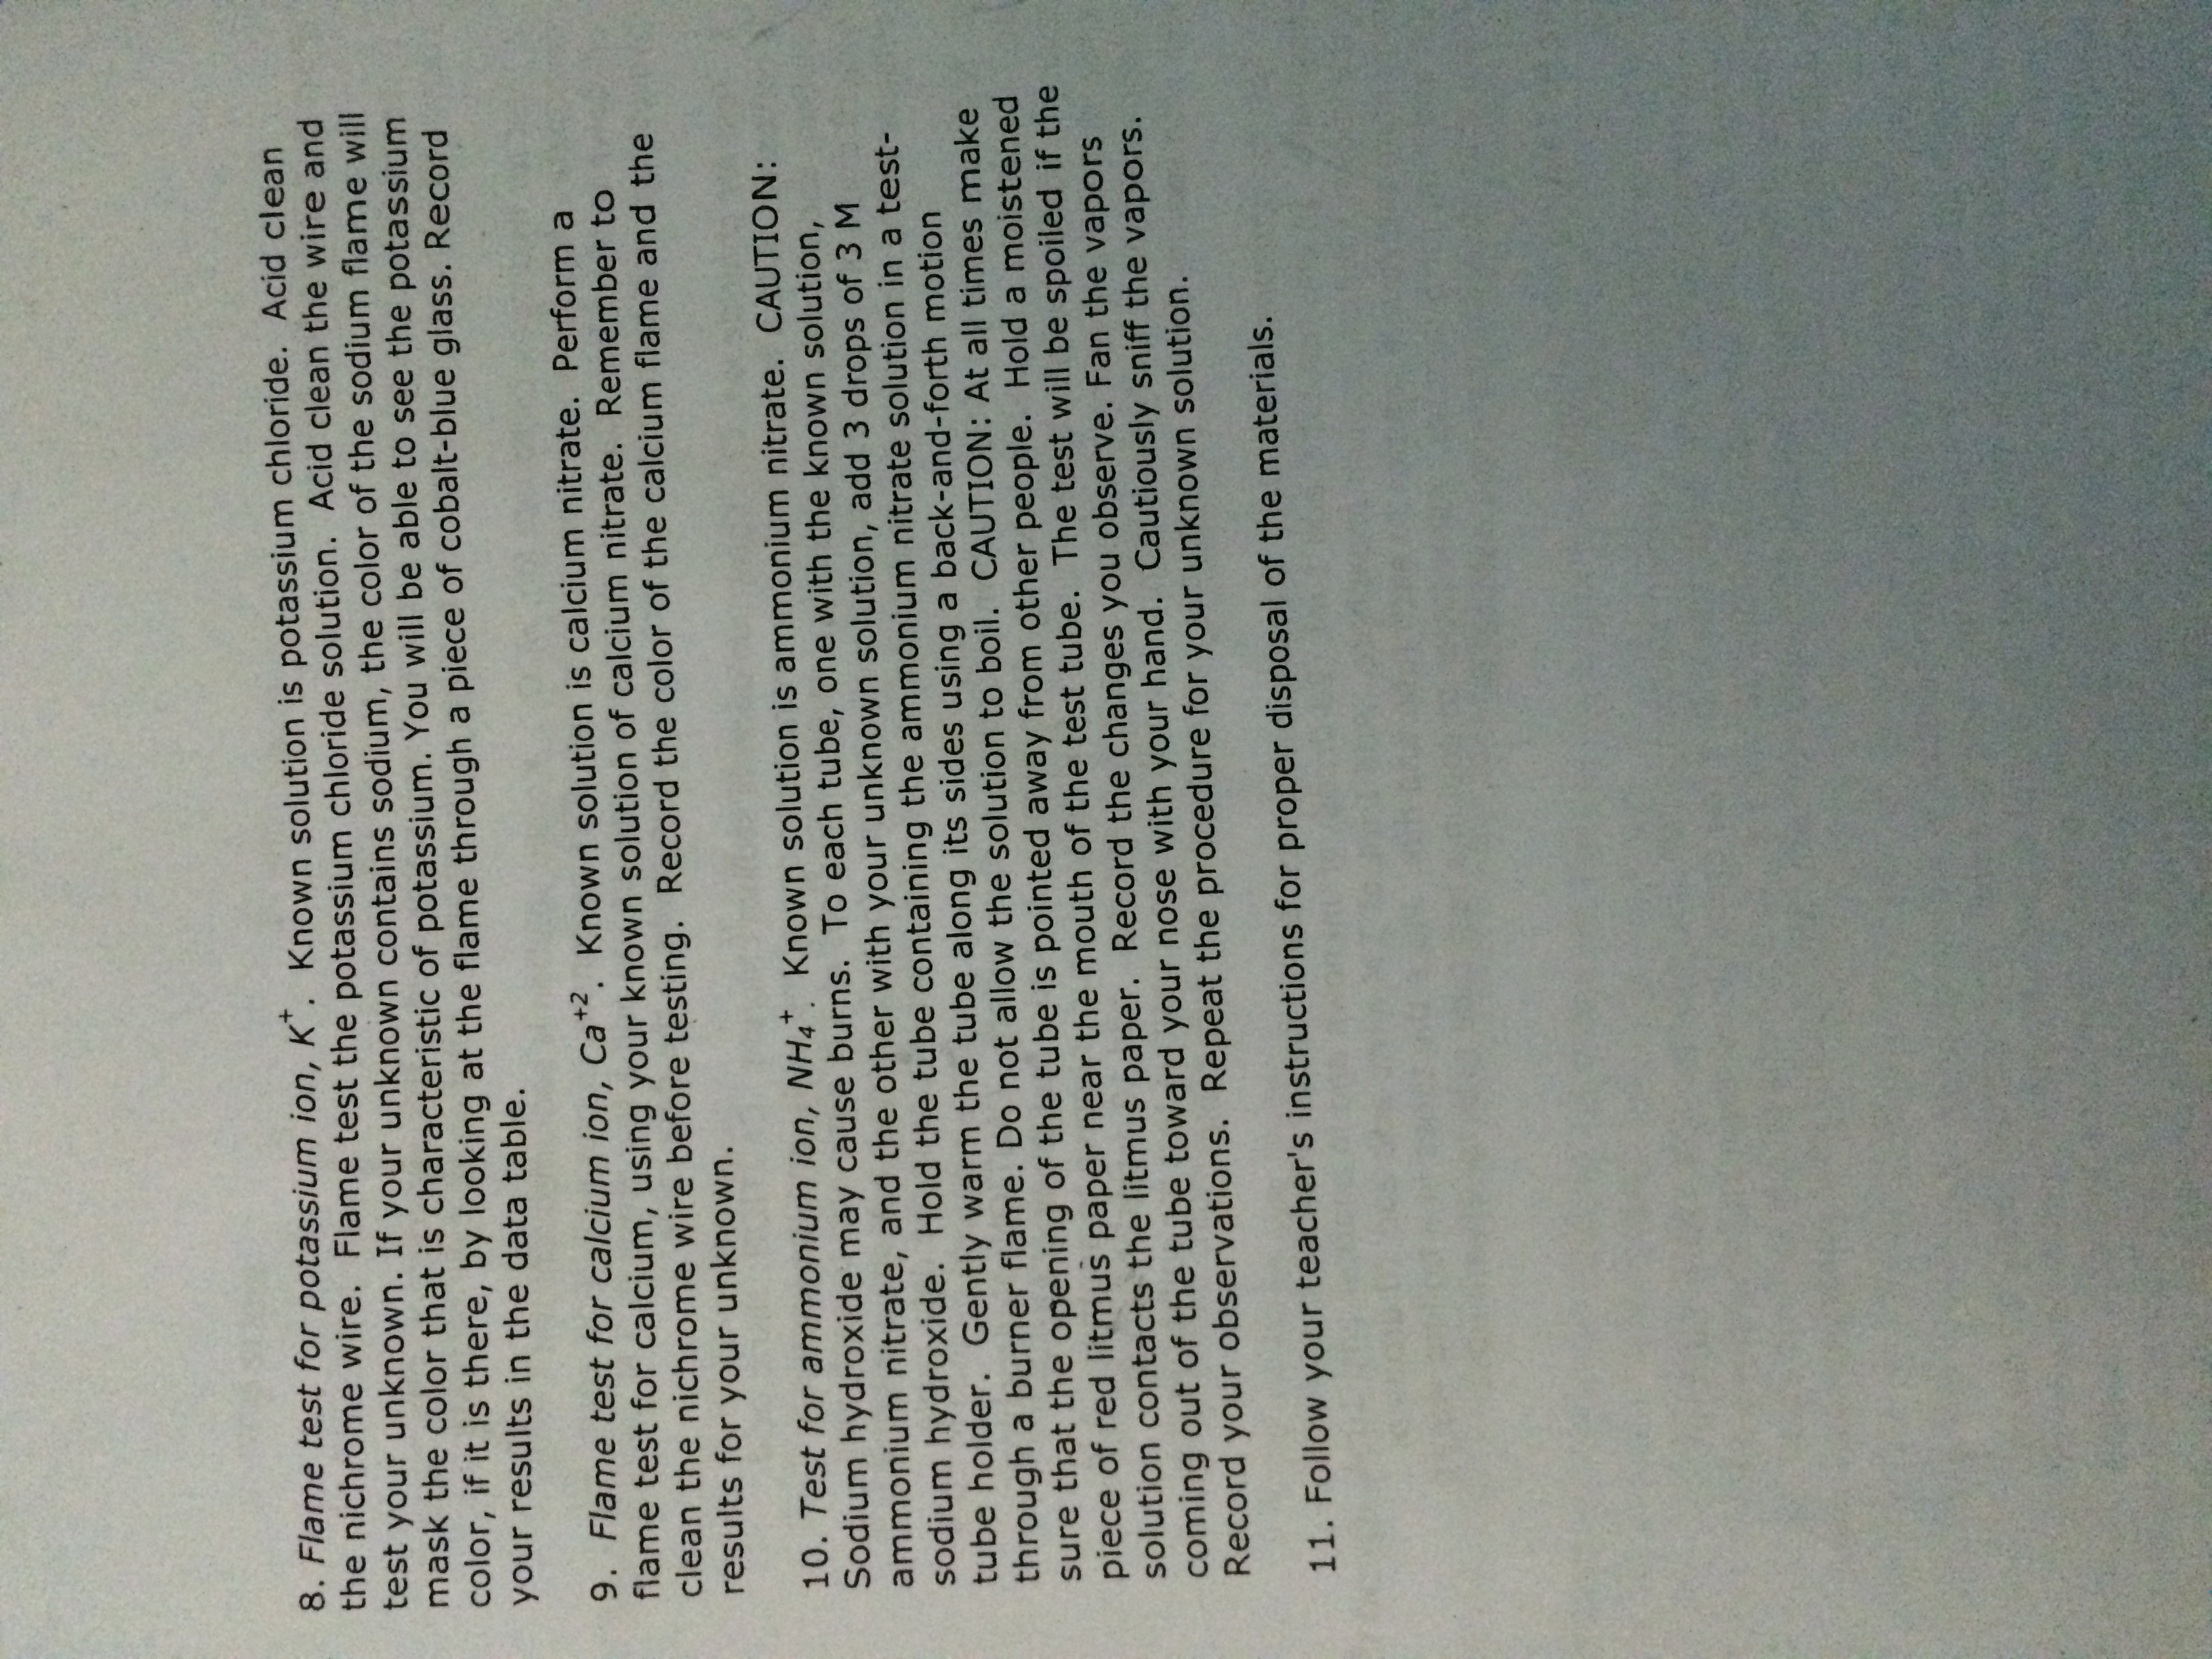 8. Flame test for potassium ion, K⁺. Known solution is potassium chloride. Acid clean
the nichrome wire. Flame test the potassium chloride solution. Acid clean the wire and
test your unknown. If your unknown contains sodium, the color of the sodium flame will
mask the color that is characteristic of potassium. You will be able to see the potassium
color, if it is there, by looking at the flame through a piece of cobalt-blue glass. Record
your results in the data table.
9. Flame test for calcium ion, Ca⁺². Known solution is calcium nitrate. Perform a
flame test for calcium, using your known solution of calcium nitrate. Remember to
clean the nichrome wire before testing. Record the color of the calcium flame and the
results for your unknown.
10. Test for ammonium ion, NH₄⁺. Known solution is ammonium nitrate. CAUTION:
Sodium hydroxide may cause burns. To each tube, one with the known solution,
ammonium nitrate, and the other with your unknown solution, add 3 drops of 3 M
sodium hydroxide. Hold the tube containing the ammonium nitrate solution in a test-
tube holder. Gently warm the tube along its sides using a back-and-forth motion
through a burner flame. Do not allow the solution to boil. CAUTION: At all times make
sure that the opening of the tube is pointed away from other people. Hold a moistened
piece of red litmus paper near the mouth of the test tube. The test will be spoiled if the
solution contacts the litmus paper. Record the changes you observe. Fan the vapors
coming out of the tube toward your nose with your hand. Cautiously sniff the vapors.
Record your observations. Repeat the procedure for your unknown solution.
11. Follow your teacher's instructions for proper disposal of the materials.